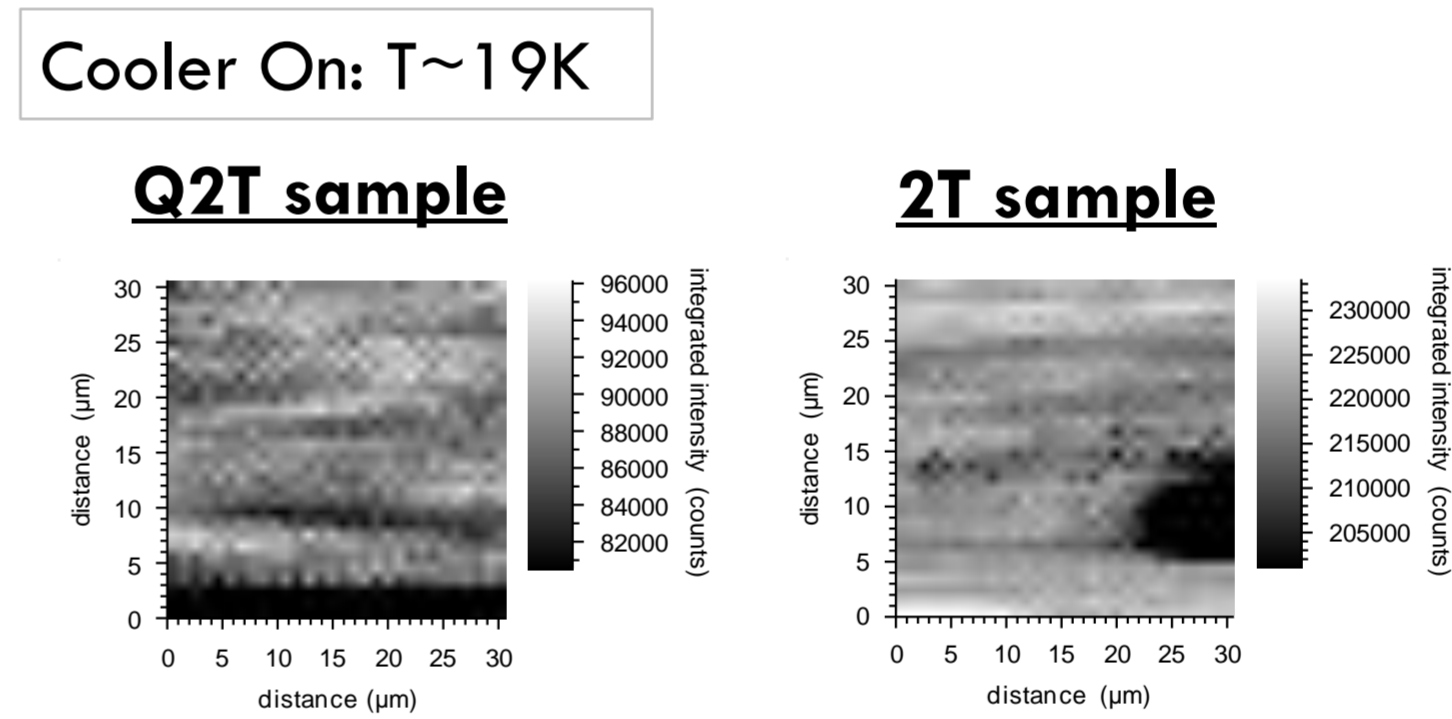 Cooler On: T~19K
Q2T sample
2T sample
30
25
20
15
10
5
0
distance (µm)
0 5 10 15 20 25 30
distance (µm)
96000
94000
92000
90000
88000
86000
84000
82000
integrated intensity (counts)
30
25
20
15
10
5
0
distance (µm)
0 5 10 15 20 25 30
distance (µm)
230000
225000
220000
215000
210000
205000
integrated intensity (counts)